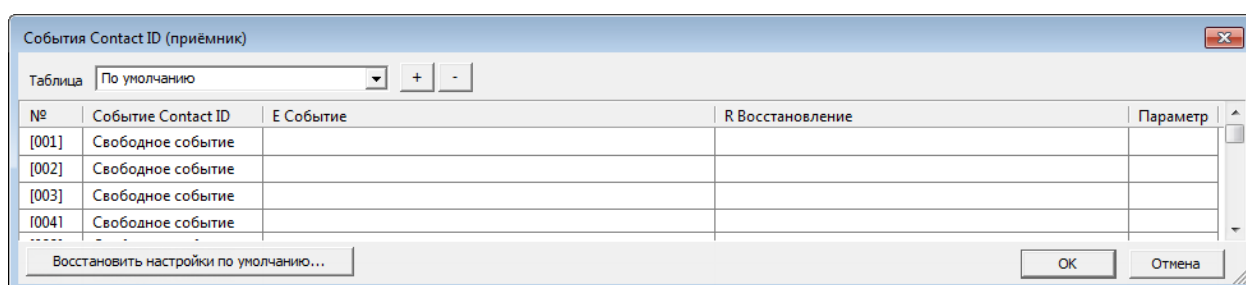 События Contact ID (приёмник)
Таблица По умолчанию + -
№ Событие Contact ID E Событие R Восстановление Параметр
[001] Свободное событие
[002] Свободное событие
[003] Свободное событие
[004] Свободное событие
Восстановить настройки по умолчанию... OK Отмена